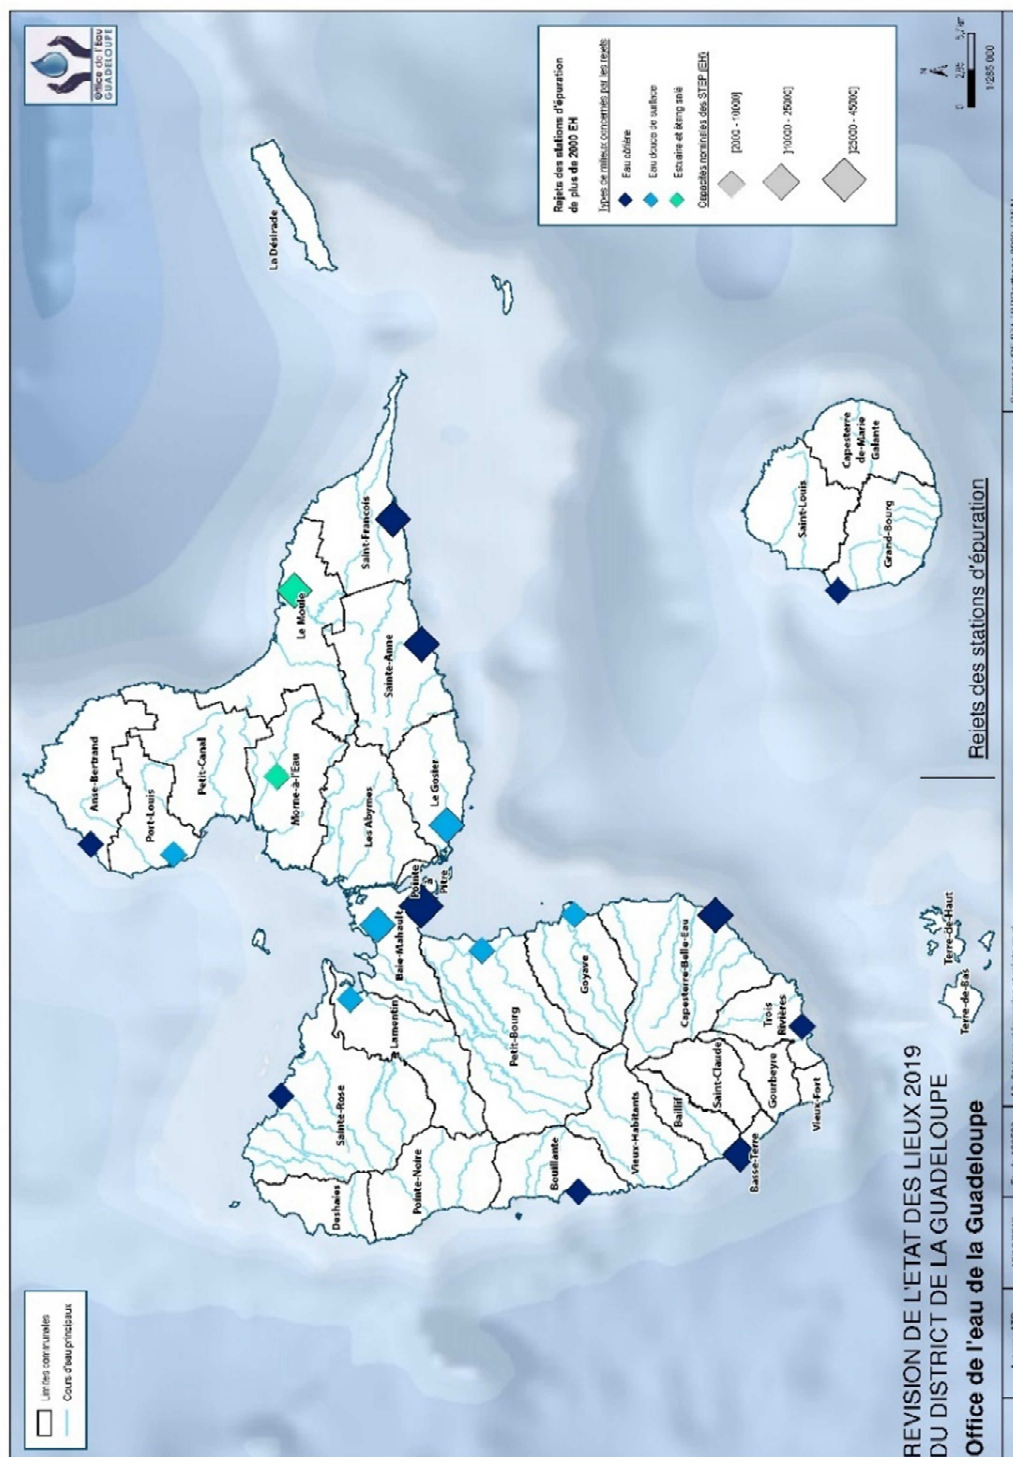 Office de l'Eau
GUADELOUPE
Limites communales
Cours d'eau principaux
Rejets des stations d'épuration
de plus de 2000 EH
Types de milieux concernés par les rejets
Eau côtière
Eau douce de surface
Estuaire et étang salé
Capacités nominales des STEP (EH)
[2000 - 10000]
]10000 - 25000]
]25000 - 45000]
N
0
1/285 000
La Désirade
Anse-Bertrand
Port-Louis
Petit-Canal
Morne-à-l'Eau
Le Moule
Saint-François
Sainte-Anne
Les Abymes
Le Gosier
Pointe
à
Pitre
Baie-Mahault
Lamentin
Sainte-Rose
Deshaies
Pointe-Noire
Petit-Bourg
Goyave
Bouillante
Vieux-Habitants
Capesterre-Belle-Eau
Baillif
Saint-Claude
Basse-Terre
Gourbeyre
Trois
Rivières
Vieux-Fort
Terre-de-Bas
Terre-de-Haut
Saint-Louis
Capesterre
de-Marie
Galante
Grand-Bourg
REVISION DE L'ETAT DES LIEUX 2019
DU DISTRICT DE LA GUADELOUPE
Office de l'eau de la Guadeloupe
Rejets des stations d'épuration